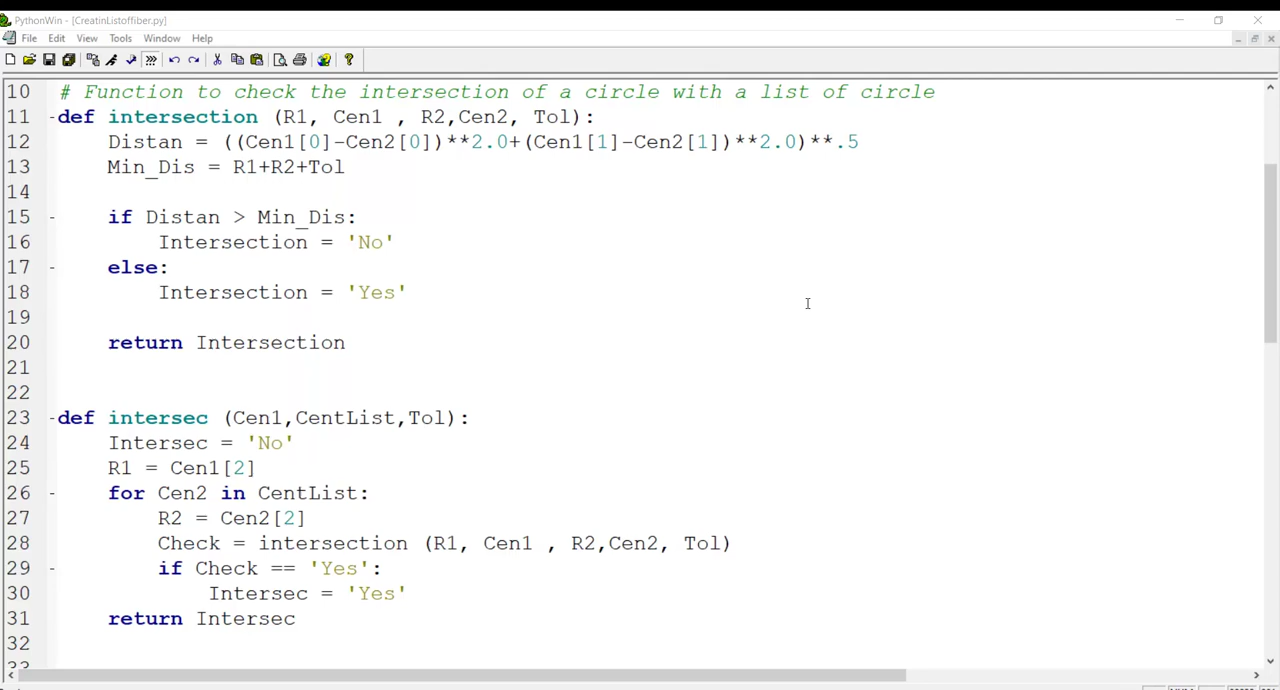 PythonWin - [CreatinListoffiber.py]
File Edit View Tools Window Help
10 # Function to check the intersection of a circle with a list of circle
11 def intersection (R1, Cen1 , R2,Cen2, Tol):
12 Distan = ((Cen1[0]-Cen2[0])**2.0+(Cen1[1]-Cen2[1])**2.0)**.5
13 Min_Dis = R1+R2+Tol
14
15 if Distan > Min_Dis:
16 Intersection = 'No'
17 else:
18 Intersection = 'Yes'
19
20 return Intersection
21
22
23 def intersec (Cen1,CentList,Tol):
24 Intersec = 'No'
25 R1 = Cen1[2]
26 for Cen2 in CentList:
27 R2 = Cen2[2]
28 Check = intersection (R1, Cen1 , R2,Cen2, Tol)
29 if Check == 'Yes':
30 Intersec = 'Yes'
31 return Intersec
32